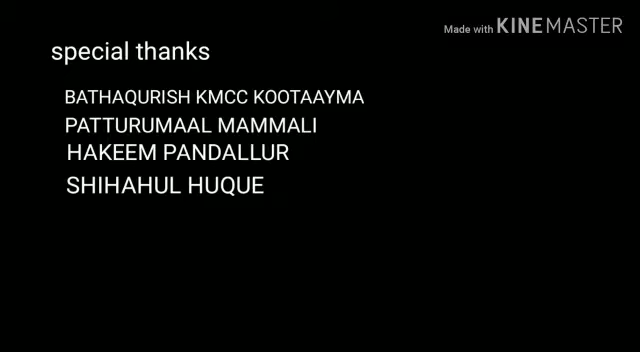 Made with KINEMASTER
special thanks
BATHAQURISH KMCC KOOTAAYMA
PATTURUMAAL MAMMALI
HAKEEM PANDALLUR
SHIHAHUL HUQUE